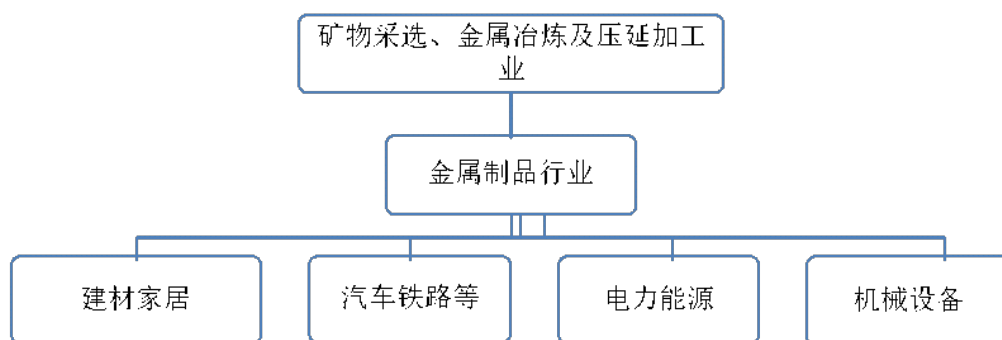 矿物采选、金属冶炼及压延加工
业
金属制品行业
建材家居
汽车铁路等
电力能源
机械设备